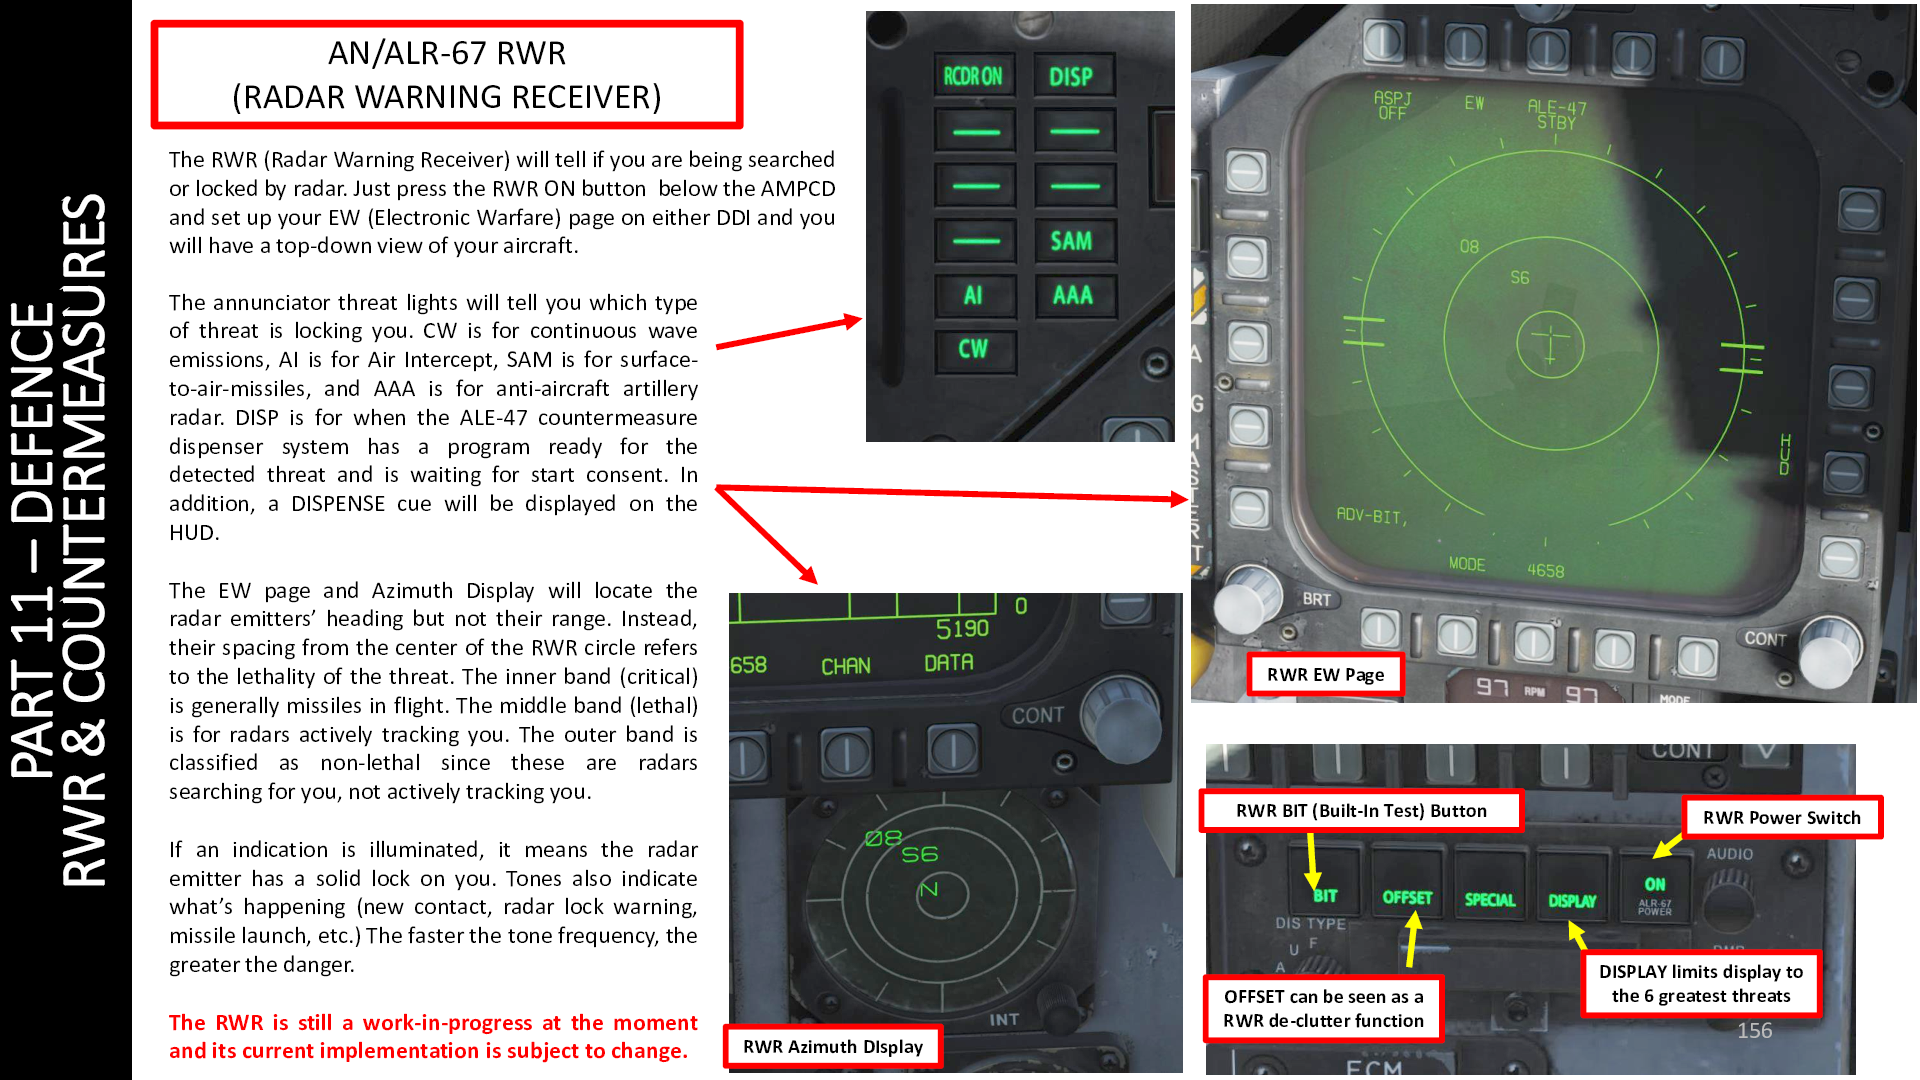 PART 11 – DEFENCE
RWR & COUNTERMEASURES
AN/ALR-67 RWR
(RADAR WARNING RECEIVER)
The RWR (Radar Warning Receiver) will tell if you are being searched
or locked by radar. Just press the RWR ON button below the AMPCD
and set up your EW (Electronic Warfare) page on either DDI and you
will have a top-down view of your aircraft.
The annunciator threat lights will tell you which type
of threat is locking you. CW is for continuous wave
emissions, AI is for Air Intercept, SAM is for surface-
to-air-missiles, and AAA is for anti-aircraft artillery
radar. DISP is for when the ALE-47 countermeasure
dispenser system has a program ready for the
detected threat and is waiting for start consent. In
addition, a DISPENSE cue will be displayed on the
HUD.
The EW page and Azimuth Display will locate the
radar emitters’ heading but not their range. Instead,
their spacing from the center of the RWR circle refers
to the lethality of the threat. The inner band (critical)
is generally missiles in flight. The middle band (lethal)
is for radars actively tracking you. The outer band is
classified as non-lethal since these are radars
searching for you, not actively tracking you.
If an indication is illuminated, it means the radar
emitter has a solid lock on you. Tones also indicate
what’s happening (new contact, radar lock warning,
missile launch, etc.) The faster the tone frequency, the
greater the danger.
The RWR is still a work-in-progress at the moment
and its current implementation is subject to change.
RCDR ON DISP
SAM
AI AAA
CW
0
5190
658 CHAN DATA
CONT
08
S6
N
INT
RWR Azimuth DIsplay
ASPJ
OFF
EW
ALE-47
STBY
08
S6
HUD
ADV-BIT,
MODE 4658
BRT
CONT
RWR EW Page
97 RPM 97
MODE
CONT
RWR BIT (Built-In Test) Button
RWR Power Switch
AUDIO
BIT OFFSET SPECIAL DISPLAY ON
ALR-67
POWER
DIS TYPE
F
U
A
DISPLAY limits display to
the 6 greatest threats
OFFSET can be seen as a
RWR de-clutter function
156
ECM